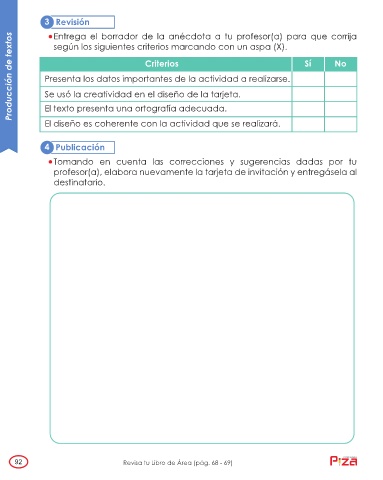 Producción de textos
3 Revisión
•Entrega el borrador de la anécdota a tu profesor(a) para que corrija
según los siguientes criterios marcando con un aspa (X).
Criterios Sí No
Presenta los datos importantes de la actividad a realizarse.
Se usó la creatividad en el diseño de la tarjeta.
El texto presenta una ortografía adecuada.
El diseño es coherente con la actividad que se realizará.
4 Publicación
•Tomando en cuenta las correcciones y sugerencias dadas por tu
profesor(a), elabora nuevamente la tarjeta de invitación y entregásela al
destinatario.
92 Revisa tu Libro de Área (pág. 68 - 69)